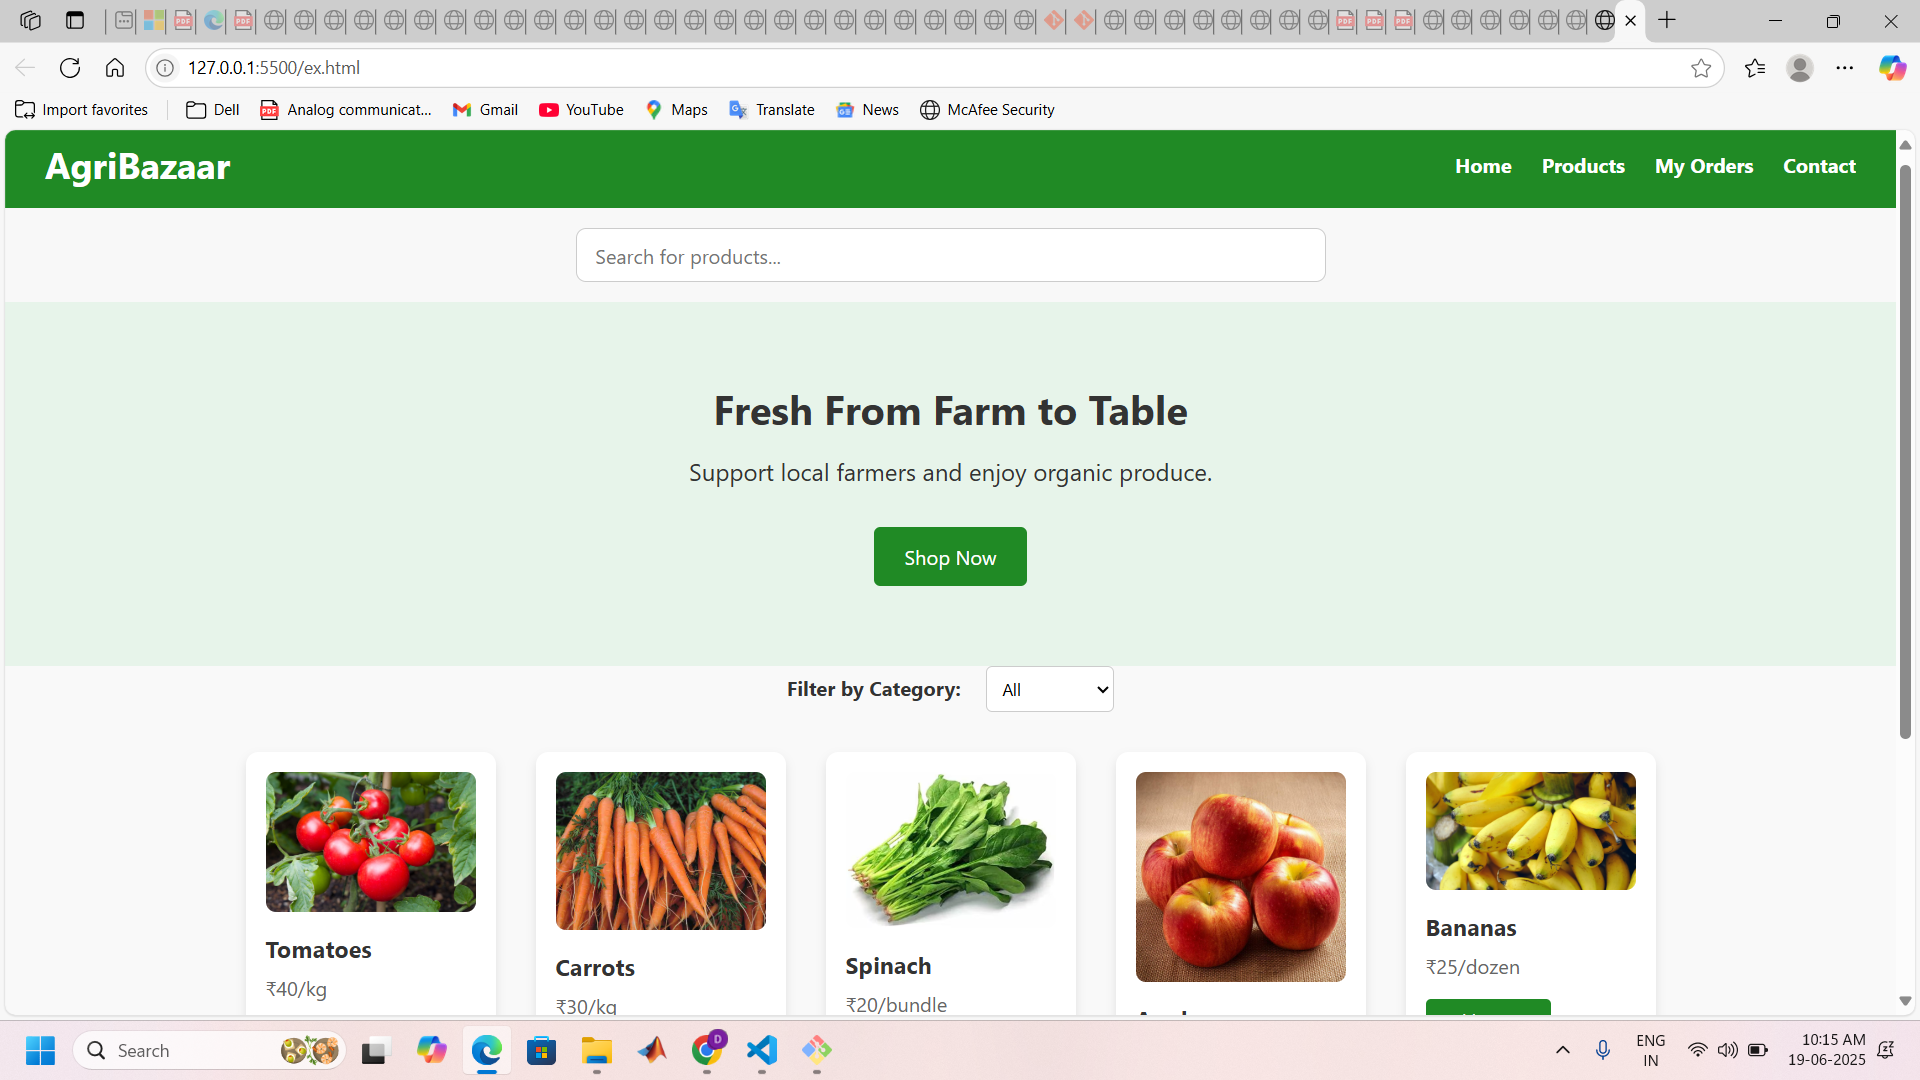 127.0.0.1:5500/ex.html
Import favorites
Dell
Analog communicat...
Gmail
YouTube
Maps
Translate
News
McAfee Security
AgriBazaar
Home
Products
My Orders
Contact
Search for products...
Fresh From Farm to Table
Support local farmers and enjoy organic produce.
Shop Now
Filter by Category:
All
Tomatoes
₹40/kg
Carrots
₹30/kg
Spinach
₹20/bundle
Bananas
₹25/dozen
Search
D
ENG
IN
10:15 AM
19-06-2025